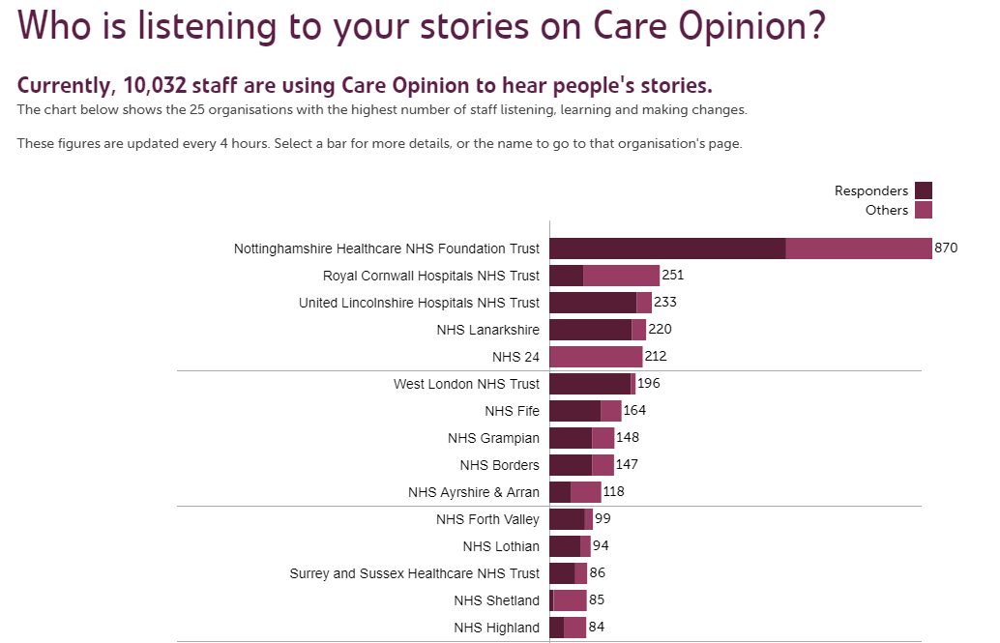 Who is listening to your stories on Care Opinion?
Currently, 10,032 staff are using Care Opinion to hear people's stories.
The chart below shows the 25 organisations with the highest number of staff listening, learning and making changes.
These figures are updated every 4 hours. Select a bar for more details, or the name to go to that organisation's page.
Responders
Others
Nottinghamshire Healthcare NHS Foundation Trust 870
Royal Cornwall Hospitals NHS Trust 251
United Lincolnshire Hospitals NHS Trust 233
NHS Lanarkshire 220
NHS 24 212
West London NHS Trust 196
NHS Fife 164
NHS Grampian 148
NHS Borders 147
NHS Ayrshire & Arran 118
NHS Forth Valley 99
NHS Lothian 94
Surrey and Sussex Healthcare NHS Trust 86
NHS Shetland 85
NHS Highland 84